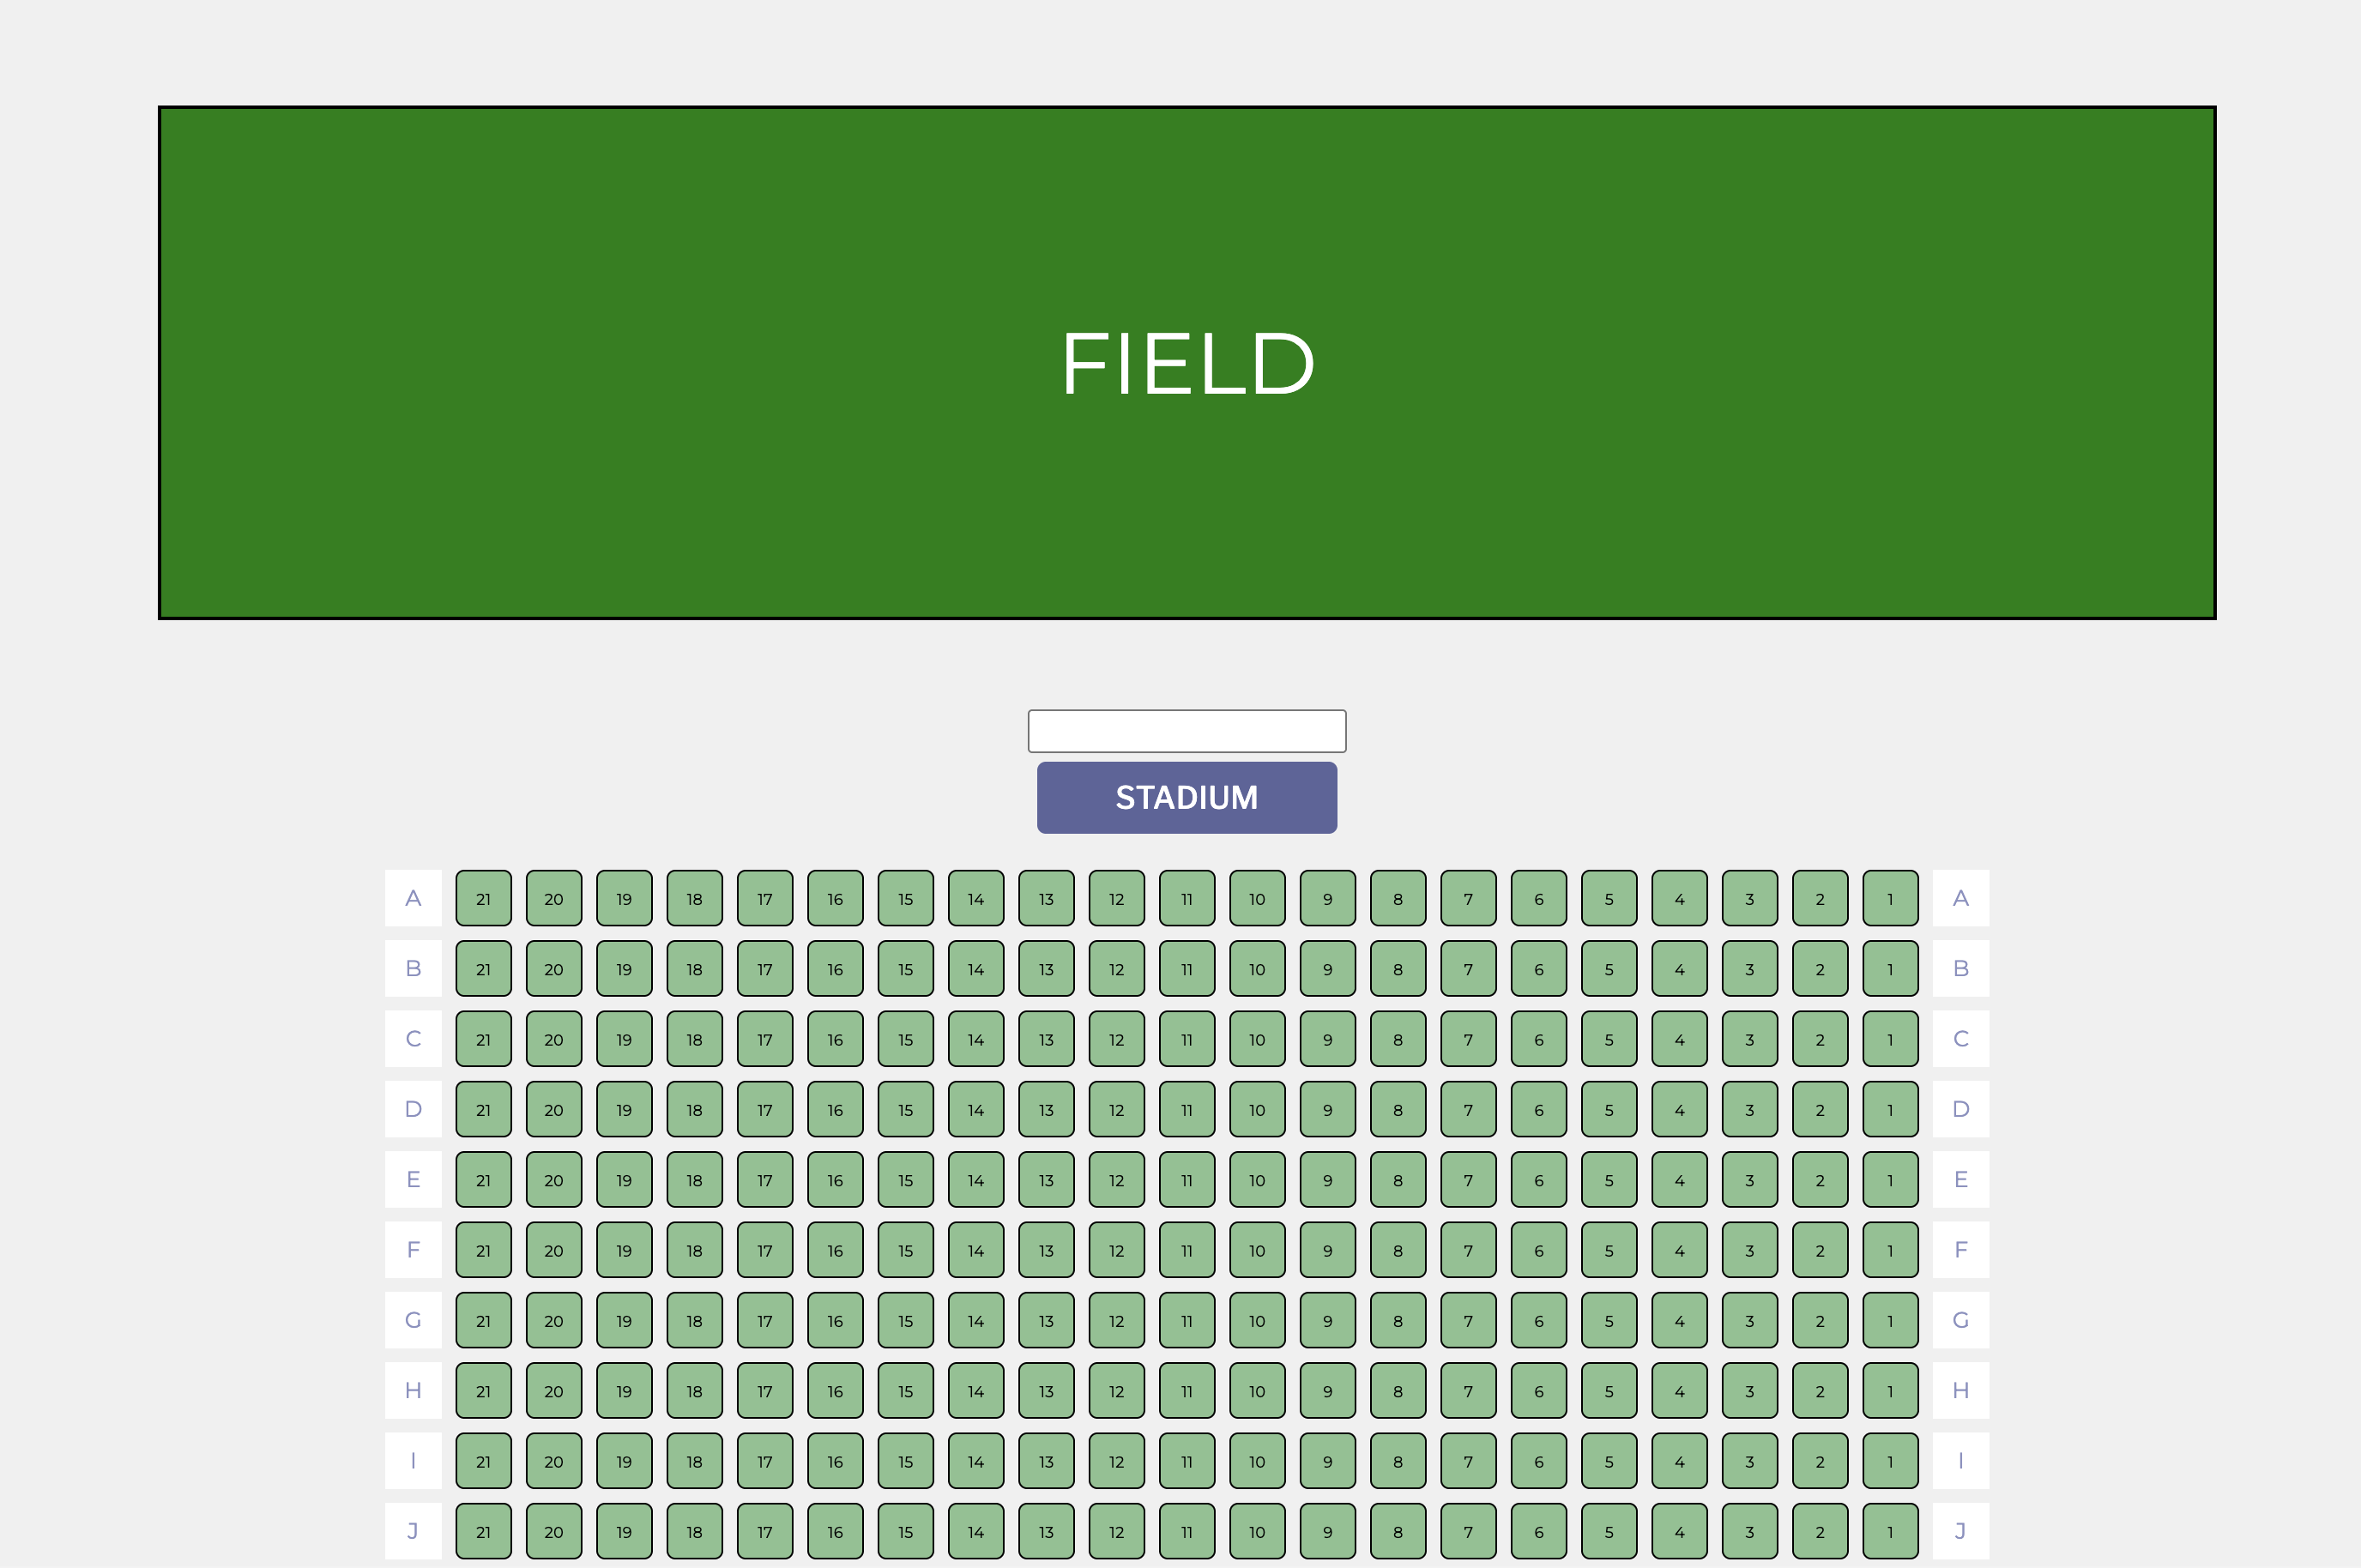 FIELD
STADIUM
A 21 20 19 18 17 16 15 14 13 12 11 10 9 8 7 6 5 4 3 2 1 A
B 21 20 19 18 17 16 15 14 13 12 11 10 9 8 7 6 5 4 3 2 1 B
C 21 20 19 18 17 16 15 14 13 12 11 10 9 8 7 6 5 4 3 2 1 C
D 21 20 19 18 17 16 15 14 13 12 11 10 9 8 7 6 5 4 3 2 1 D
E 21 20 19 18 17 16 15 14 13 12 11 10 9 8 7 6 5 4 3 2 1 E
F 21 20 19 18 17 16 15 14 13 12 11 10 9 8 7 6 5 4 3 2 1 F
G 21 20 19 18 17 16 15 14 13 12 11 10 9 8 7 6 5 4 3 2 1 G
H 21 20 19 18 17 16 15 14 13 12 11 10 9 8 7 6 5 4 3 2 1 H
I 21 20 19 18 17 16 15 14 13 12 11 10 9 8 7 6 5 4 3 2 1 I
J 21 20 19 18 17 16 15 14 13 12 11 10 9 8 7 6 5 4 3 2 1 J